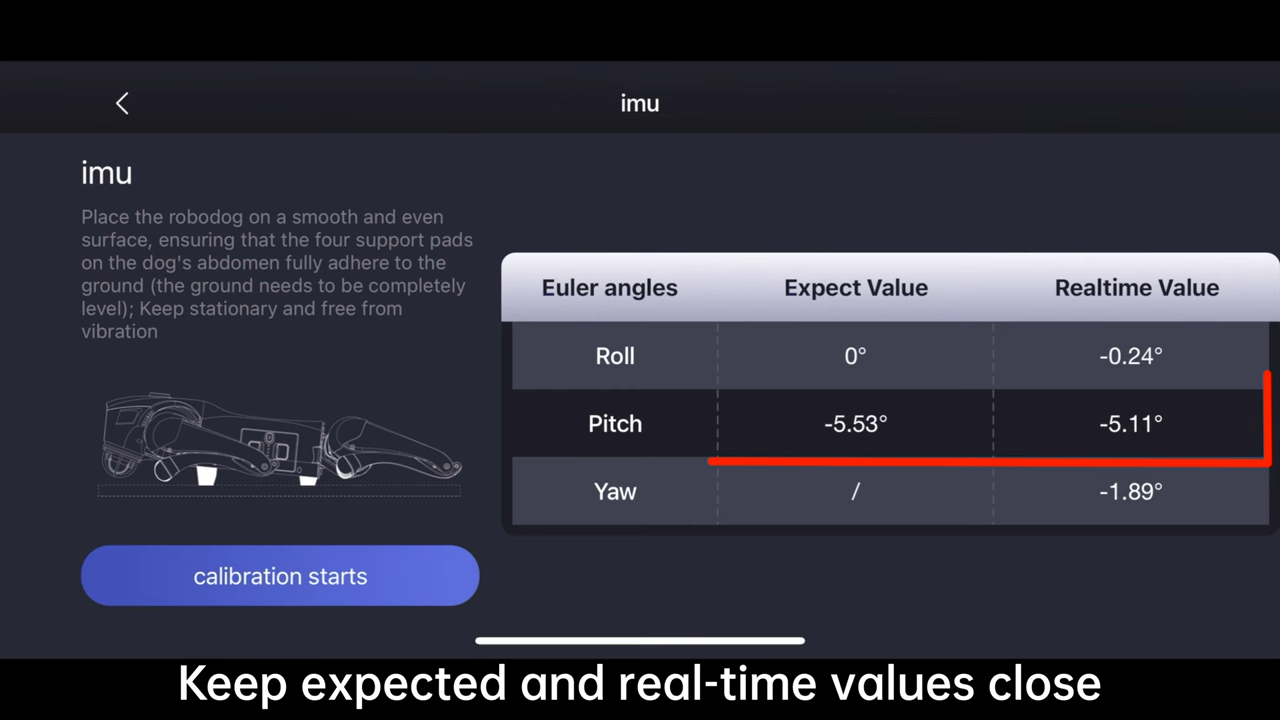 imu
imu
Place the robodog on a smooth and even
surface, ensuring that the four support pads
on the dog's abdomen fully adhere to the
ground (the ground needs to be completely
level); Keep stationary and free from
vibration
Euler angles Expect Value Realtime Value
Roll 0° -0.24°
Pitch -5.53° -5.11°
Yaw / -1.89°
calibration starts
Keep expected and real-time values close